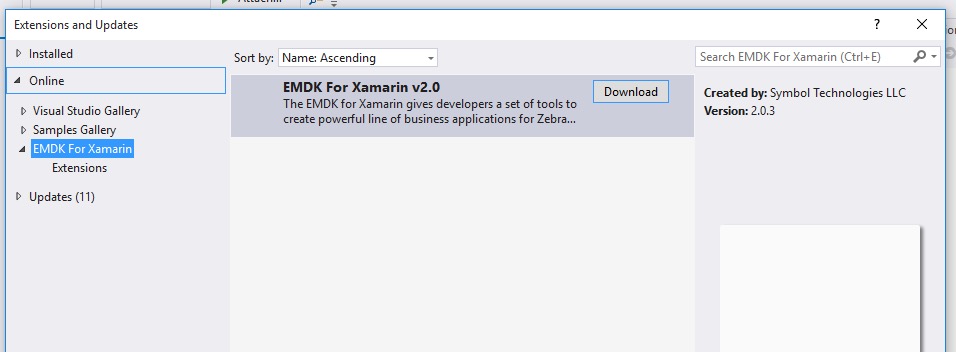 Extensions and Updates
?
Installed
Sort by: Name: Ascending
Search EMDK For Xamarin (Ctrl+E)
Online
EMDK For Xamarin v2.0
Download
The EMDK for Xamarin gives developers a set of tools to
create powerful line of business applications for Zebra...
Created by: Symbol Technologies LLC
Version: 2.0.3
Visual Studio Gallery
Samples Gallery
EMDK For Xamarin
Extensions
Updates (11)